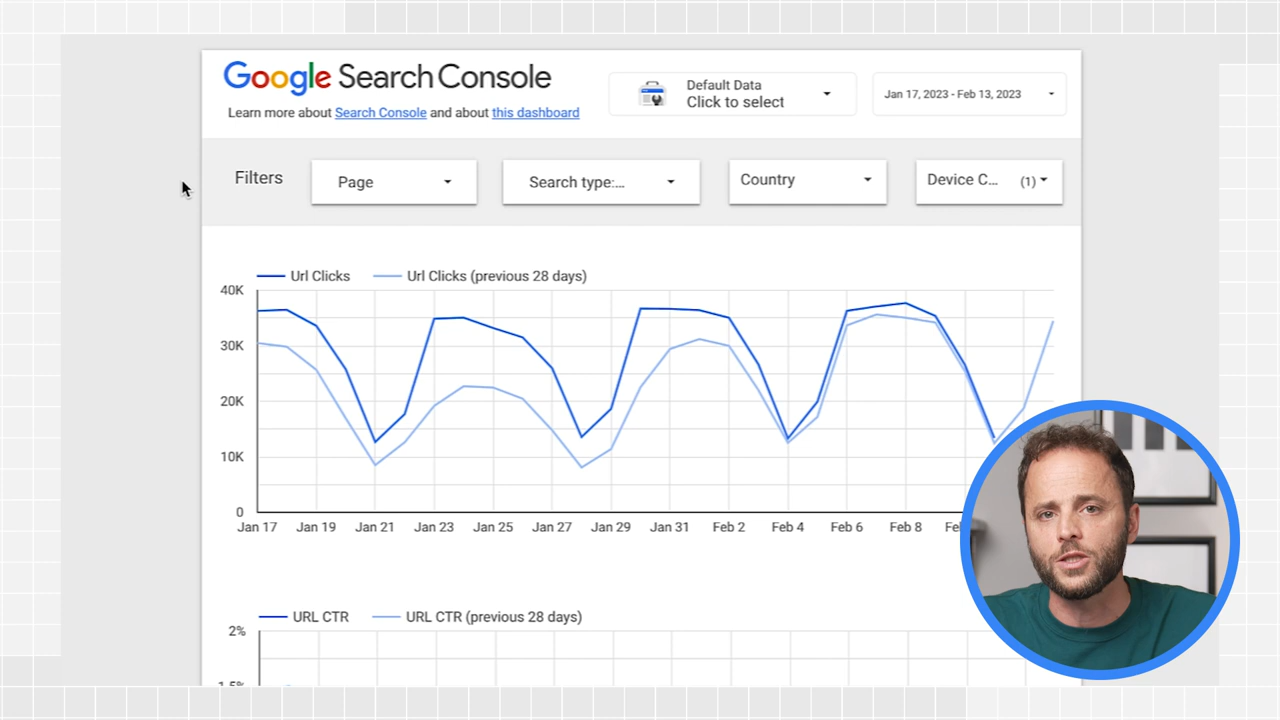 Google Search Console
Learn more about Search Console and about this dashboard
Default Data
Click to select
Jan 17, 2023 - Feb 13, 2023
Filters
Page
Search type:...
Country
Device C... (1)
Url Clicks
Url Clicks (previous 28 days)
40K
30K
20K
10K
0
Jan 17 Jan 19 Jan 21 Jan 23 Jan 25 Jan 27 Jan 29 Jan 31 Feb 2 Feb 4 Feb 6 Feb 8
URL CTR
URL CTR (previous 28 days)
2%